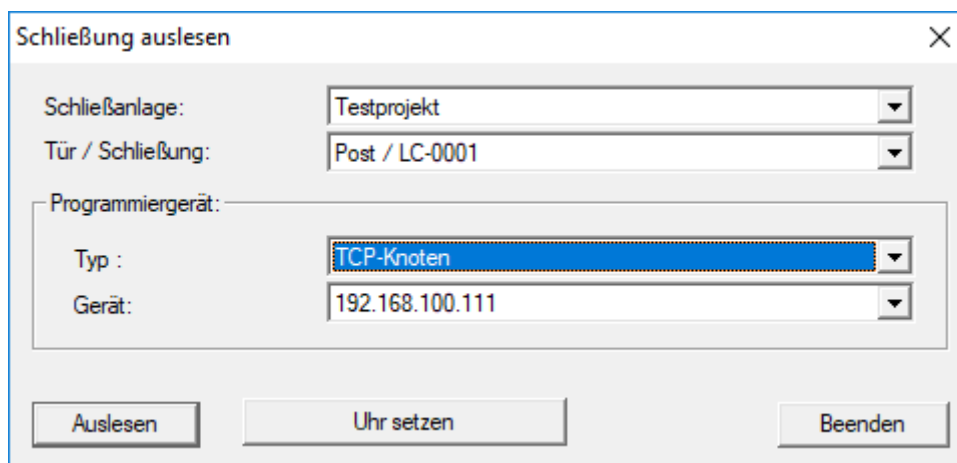 Schließung auslesen
Schließanlage: Testprojekt
Tür / Schließung: Post / LC-0001
Programmiergerät:
Typ : TCP-Knoten
Gerät: 192.168.100.111
Auslesen Uhr setzen Beenden